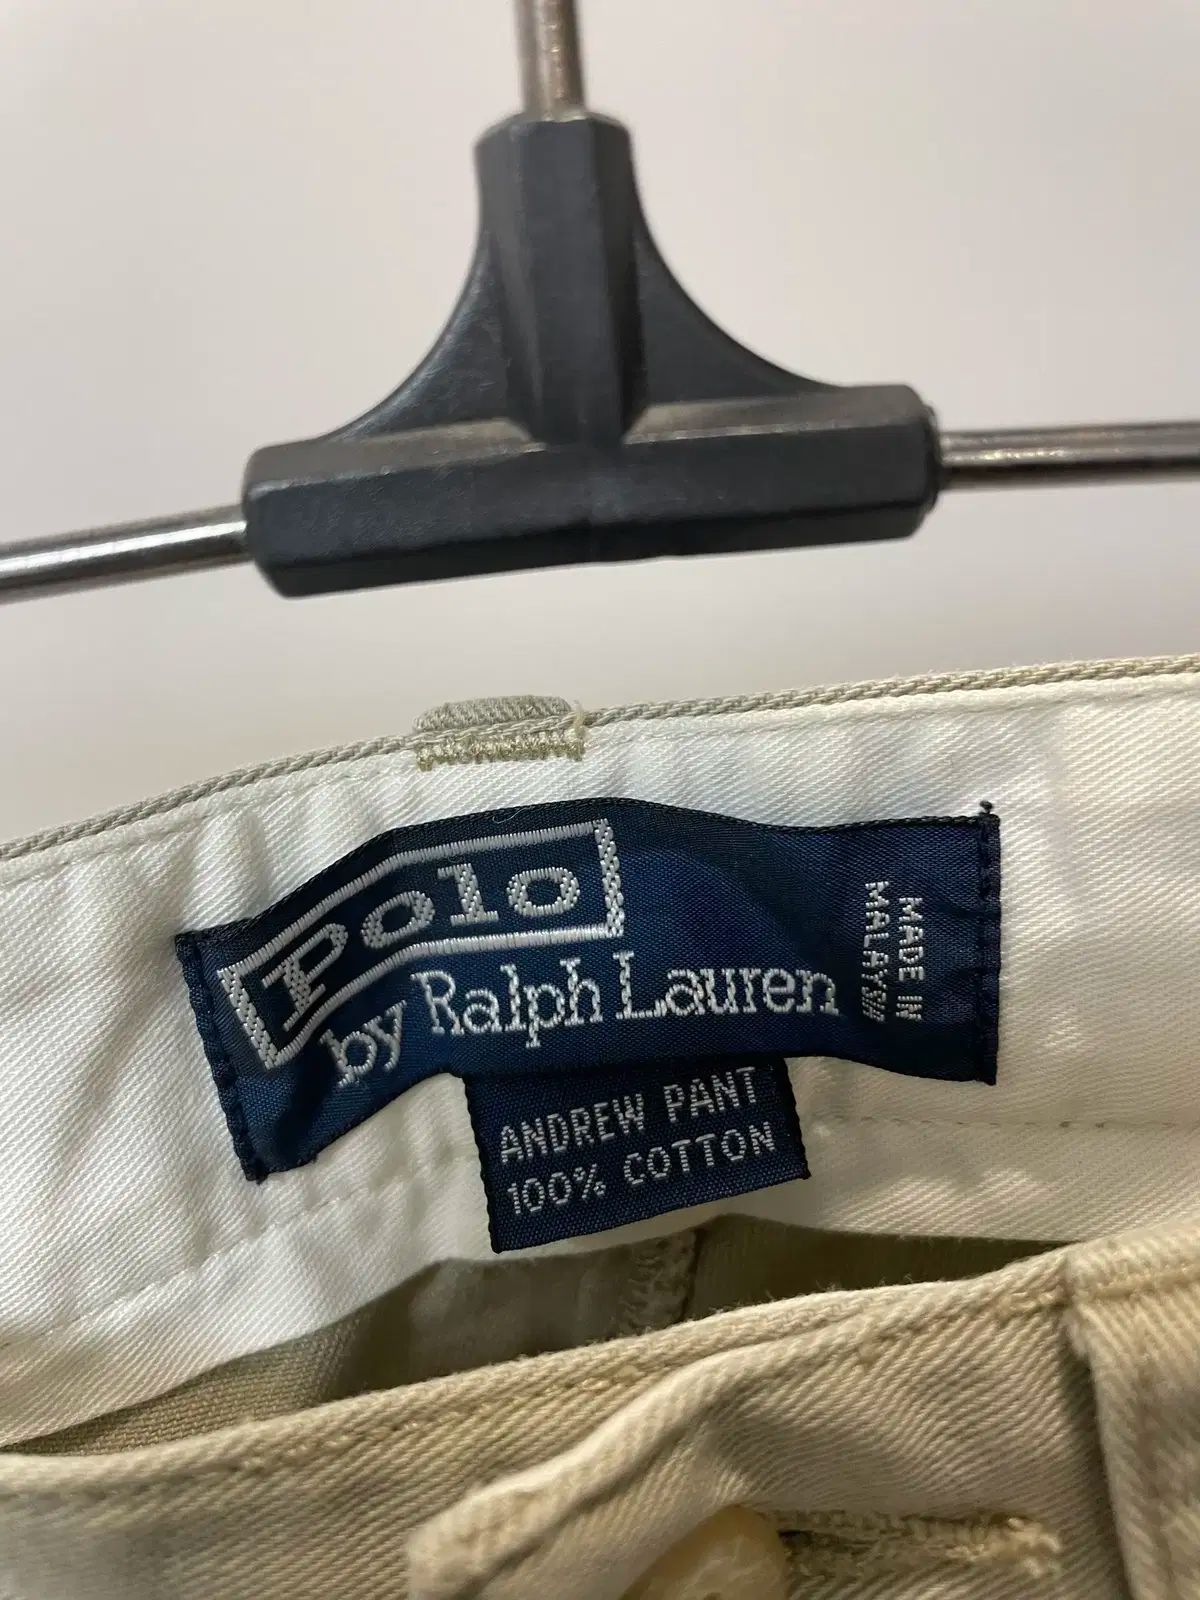 Polo
by Ralph Lauren
MADE IN
MALAYSIA
ANDREW PANT
100% COTTON